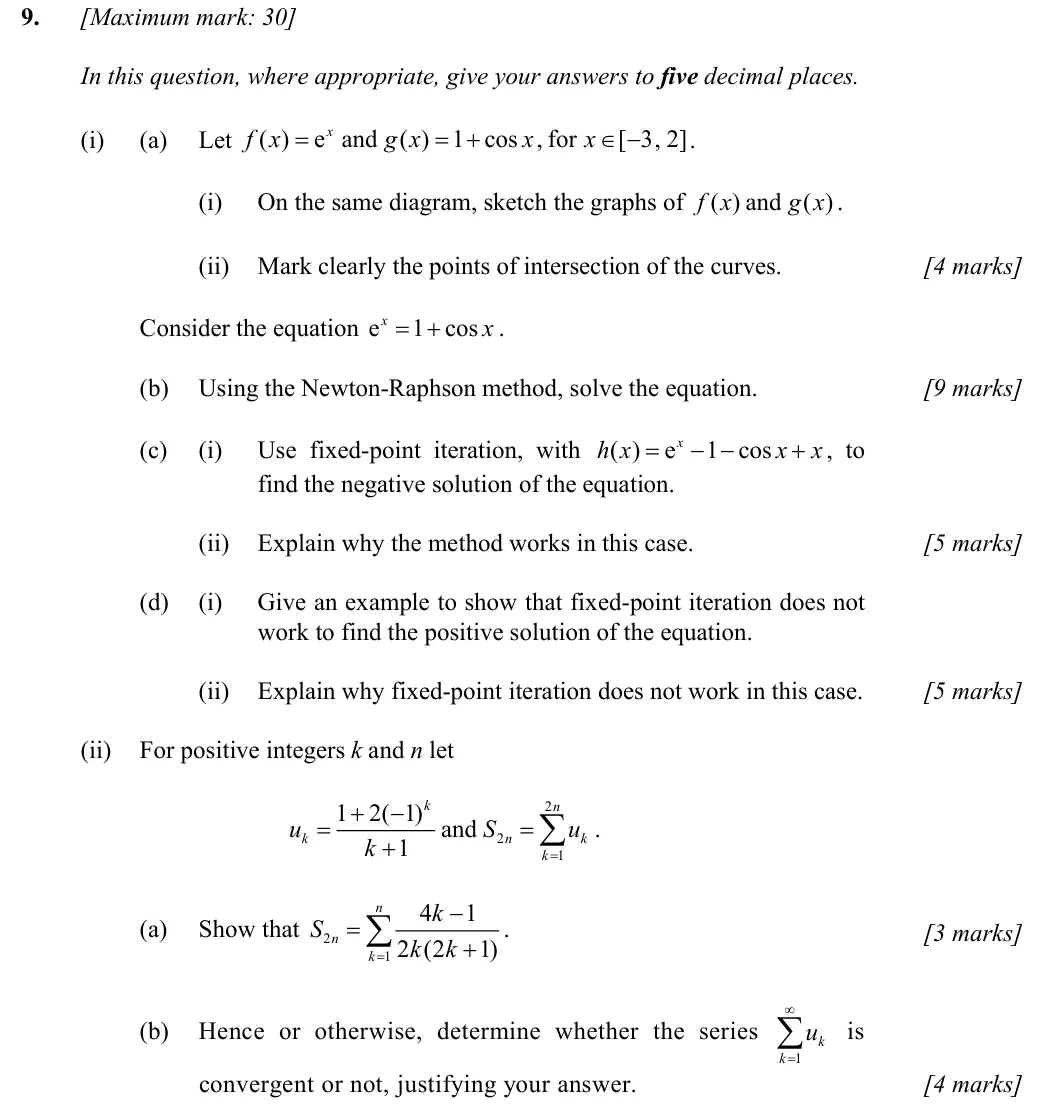 9. [Maximum mark: 30]
In this question, where appropriate, give your answers to five decimal places.
(i) (a) Let f(x) = eˣ and g(x) = 1 + cos x, for x ∈ [−3, 2].
(i) On the same diagram, sketch the graphs of f(x) and g(x).
(ii) Mark clearly the points of intersection of the curves. [4 marks]
Consider the equation eˣ = 1 + cos x.
(b) Using the Newton-Raphson method, solve the equation. [9 marks]
(c) (i) Use fixed-point iteration, with h(x) = eˣ − 1 − cos x + x, to
find the negative solution of the equation.
(ii) Explain why the method works in this case. [5 marks]
(d) (i) Give an example to show that fixed-point iteration does not
work to find the positive solution of the equation.
(ii) Explain why fixed-point iteration does not work in this case. [5 marks]
(ii) For positive integers k and n let
u_k = (1 + 2(−1)^k)/(k + 1) and S_{2n} = ∑_{k=1}^{2n} u_k.
(a) Show that S_{2n} = ∑_{k=1}^{n} (4k − 1)/(2k(2k + 1)). [3 marks]
(b) Hence or otherwise, determine whether the series ∑_{k=1}^{∞} u_k is
convergent or not, justifying your answer. [4 marks]